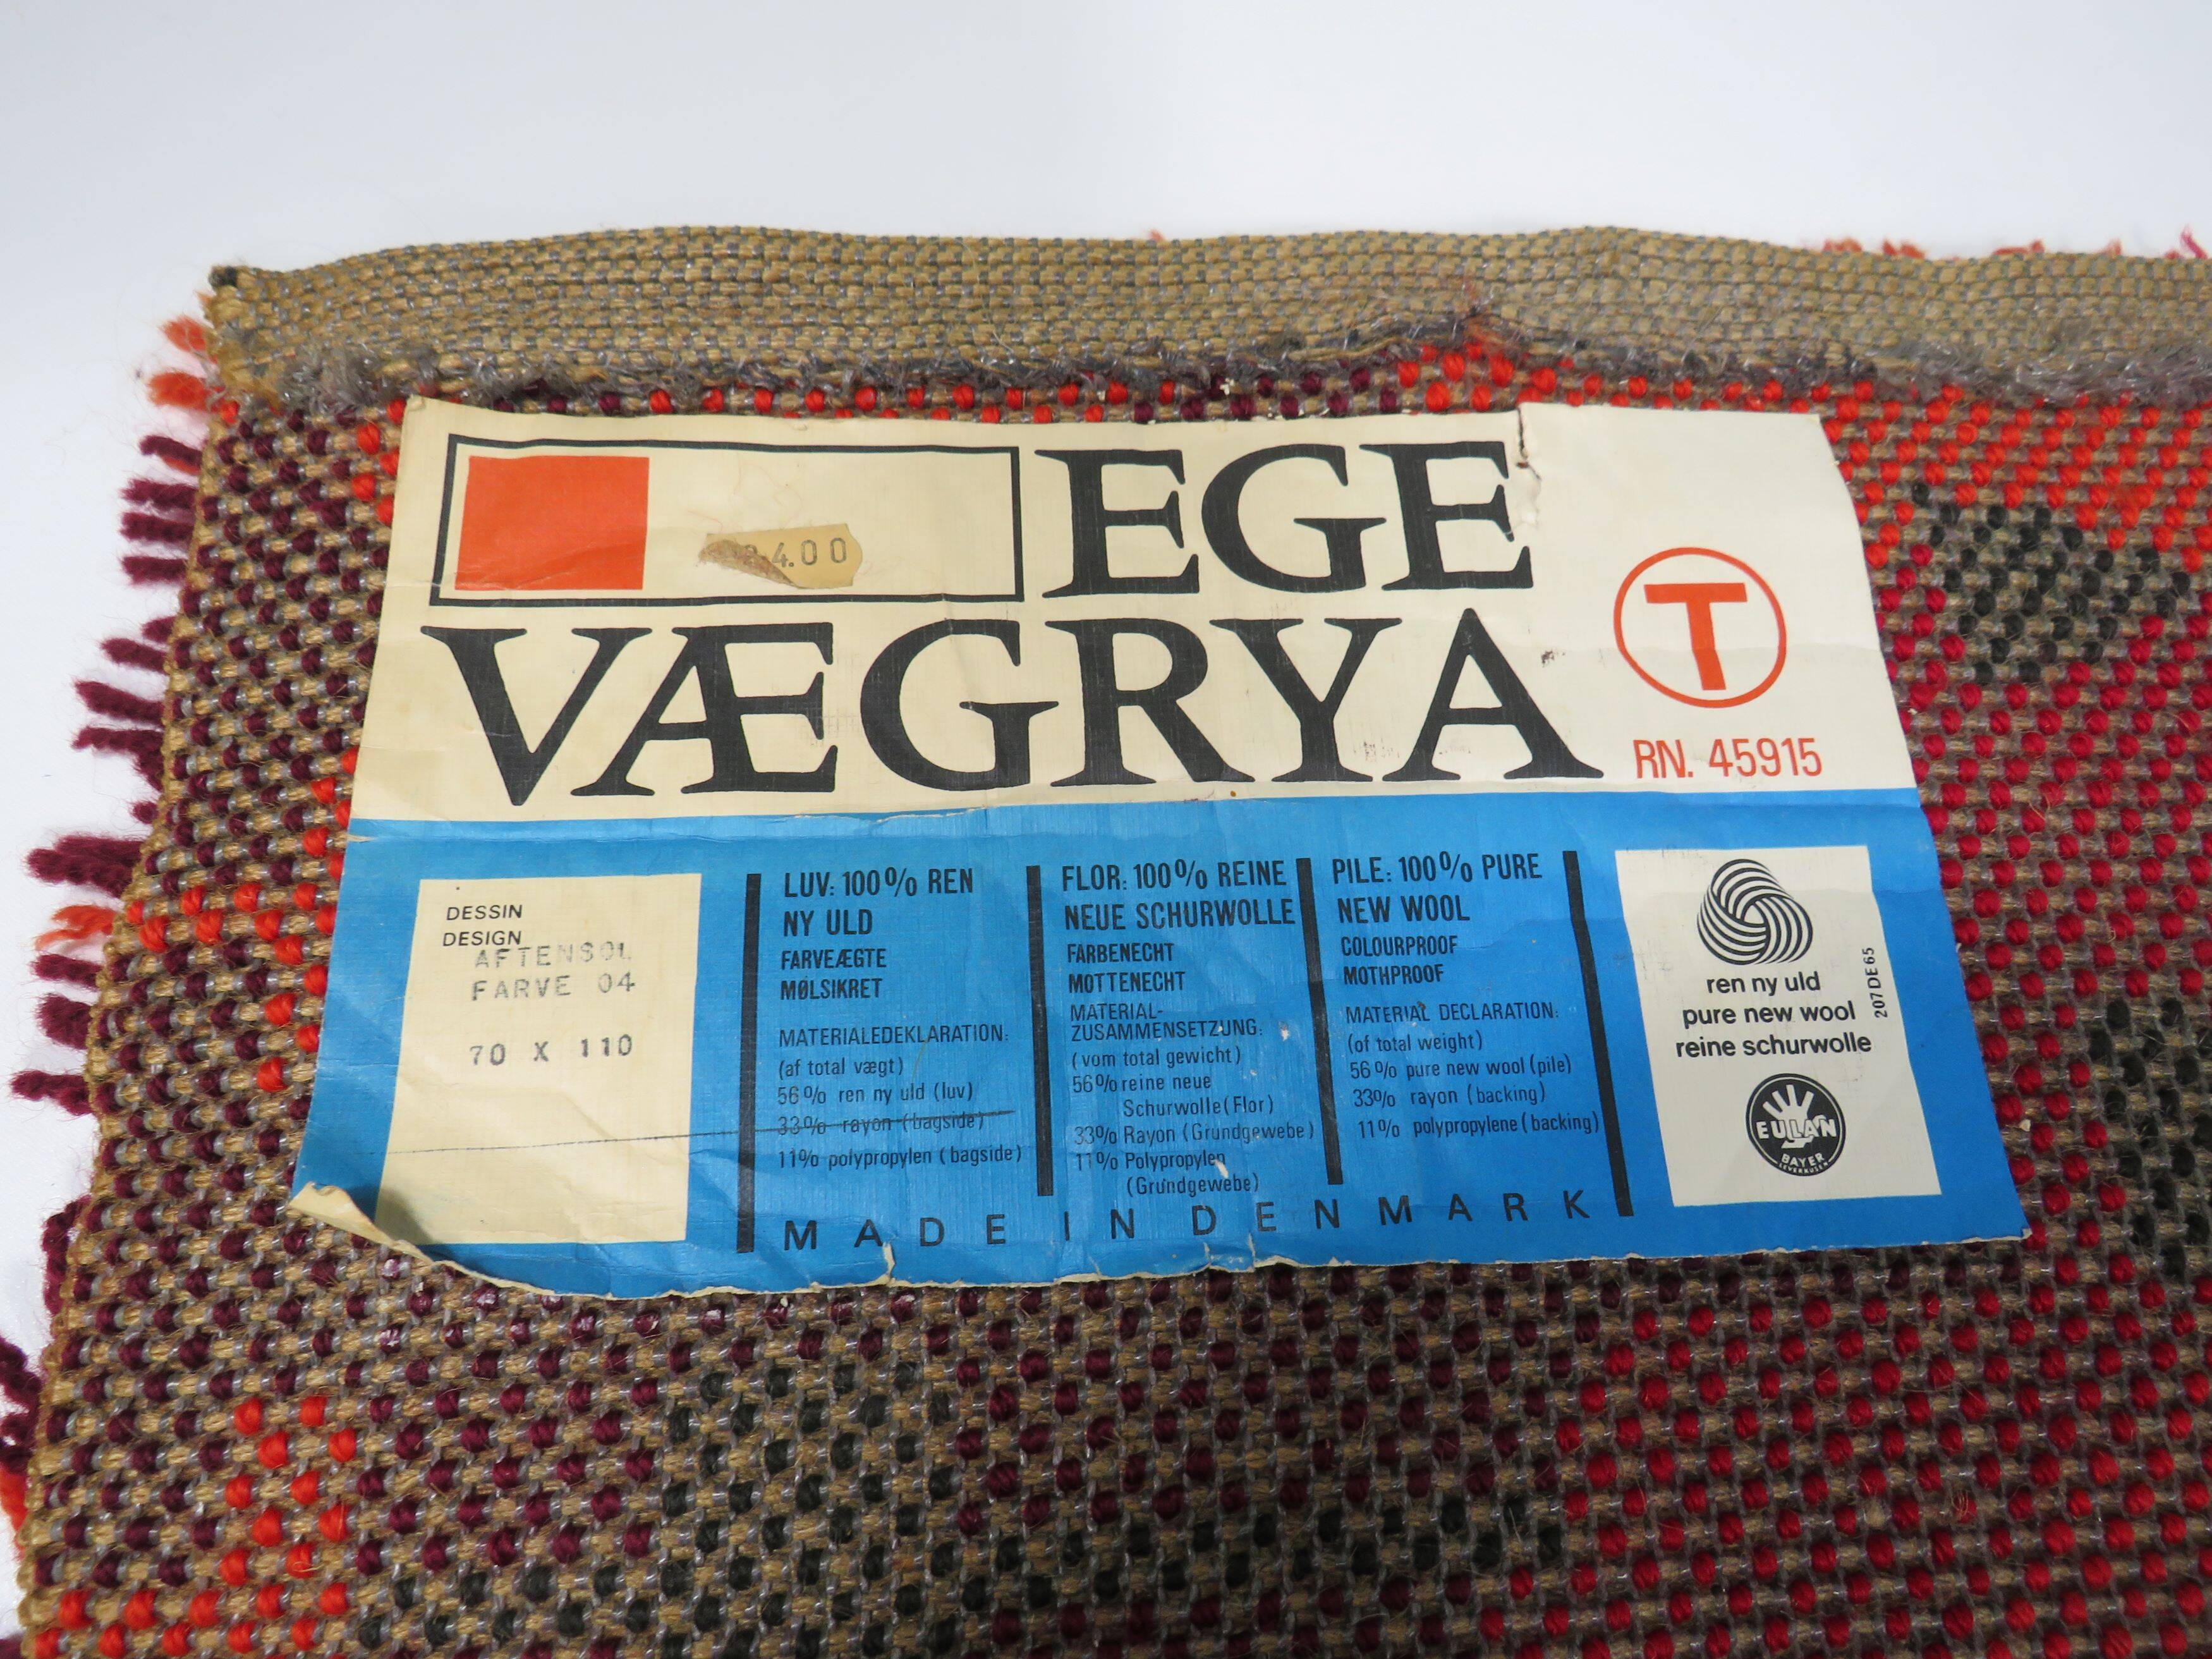 EGE
4.00
VÆGRYA
T
RN. 45915
DESSIN
DESIGN
AFTENSOL
FARVE 04
70 X 110
LUV: 100% REN
NY ULD
FARVEÆGTE
MØLSIKRET
MATERIALEDEKLARATION:
(af total vægt)
56% ren ny uld (luv)
33% rayon (bagside)
11% polypropylen (bagside)
FLOR: 100% REINE
NEUE SCHURWOLLE
FARBENECHT
MOTTENECHT
MATERIAL-
ZUSAMMENSETZUNG:
(vom total gewicht)
56% reine neue
Schurwolle (Flor)
33% Rayon (Grundgewebe)
11% Polypropylen
(Grundgewebe)
PILE: 100% PURE
NEW WOOL
COLOURPROOF
MOTHPROOF
MATERIAL DECLARATION:
(of total weight)
56% pure new wool (pile)
33% rayon (backing)
11% polypropylene (backing)
MADE IN DENMARK
ren ny uld
pure new wool
reine schurwolle
207DE65
EULAN
BAYER
LEVERKUSEN